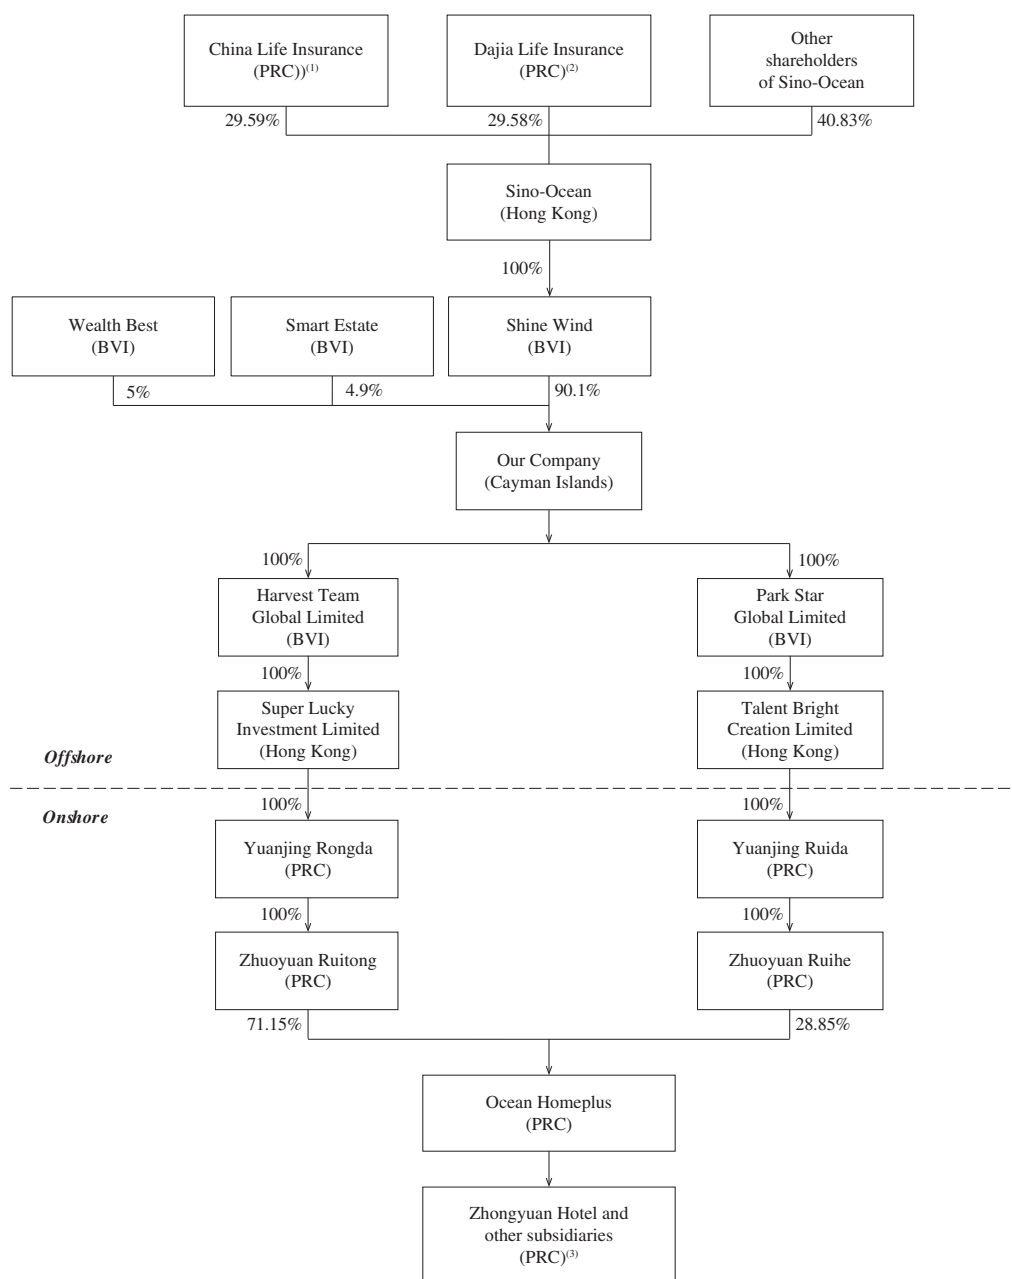 China Life Insurance
(PRC))(1)
Dajia Life Insurance
(PRC)(2)
Other
shareholders
of Sino-Ocean
29.59%
29.58%
40.83%
Sino-Ocean
(Hong Kong)
100%
Wealth Best
(BVI)
Smart Estate
(BVI)
Shine Wind
(BVI)
5%
4.9%
90.1%
Our Company
(Cayman Islands)
100%
100%
Harvest Team
Global Limited
(BVI)
Park Star
Global Limited
(BVI)
100%
100%
Super Lucky
Investment Limited
(Hong Kong)
Talent Bright
Creation Limited
(Hong Kong)
Offshore
Onshore
100%
100%
Yuanjing Rongda
(PRC)
Yuanjing Ruida
(PRC)
100%
100%
Zhuoyuan Ruitong
(PRC)
Zhuoyuan Ruihe
(PRC)
71.15%
28.85%
Ocean Homeplus
(PRC)
Zhongyuan Hotel and
other subsidiaries
(PRC)(3)